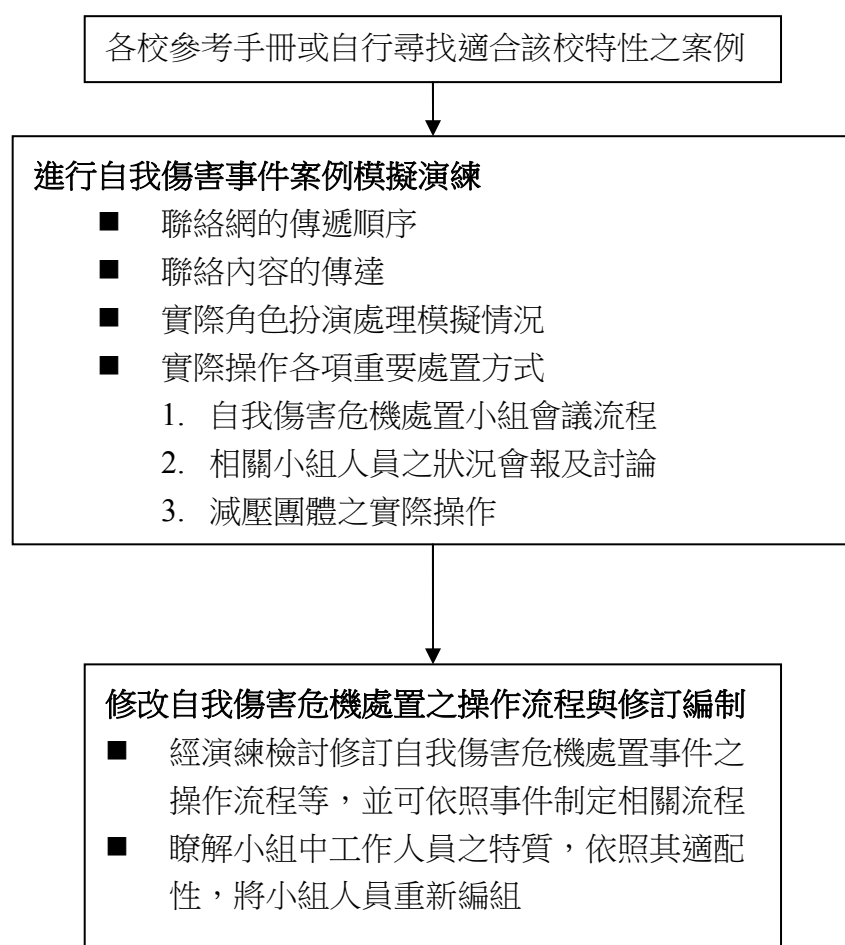 各校參考手冊或自行尋找適合該校特性之案例
進行自我傷害事件案例模擬演練
■ 聯絡網的傳遞順序
■ 聯絡內容的傳達
■ 實際角色扮演處理模擬情況
■ 實際操作各項重要處置方式
1. 自我傷害危機處置小組會議流程
2. 相關小組人員之狀況會報及討論
3. 減壓團體之實際操作
修改自我傷害危機處置之操作流程與修訂編制
■ 經演練檢討修訂自我傷害危機處置事件之
操作流程等，並可依照事件制定相關流程
■ 瞭解小組中工作人員之特質，依照其適配
性，將小組人員重新編組